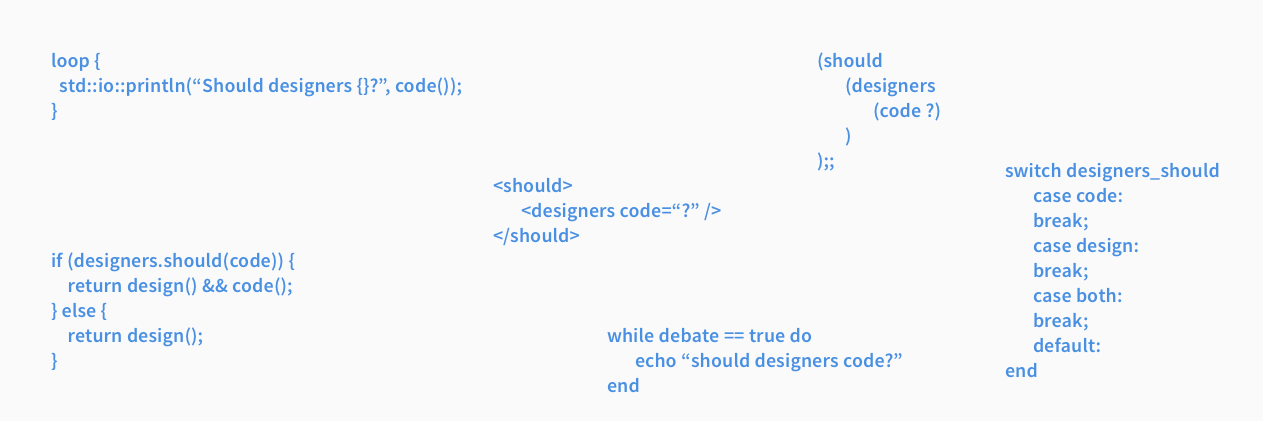 loop {
  std::io::println(“Should designers {}?”, code());
}
(should
(designers
(code ?)
)
);;
<should>
<designers code=“?” />
</should>
switch designers_should
case code:
break;
case design:
break;
case both:
break;
default:
end
if (designers.should(code)) {
return design() && code();
} else {
return design();
}
while debate == true do
echo “should designers code?”
end